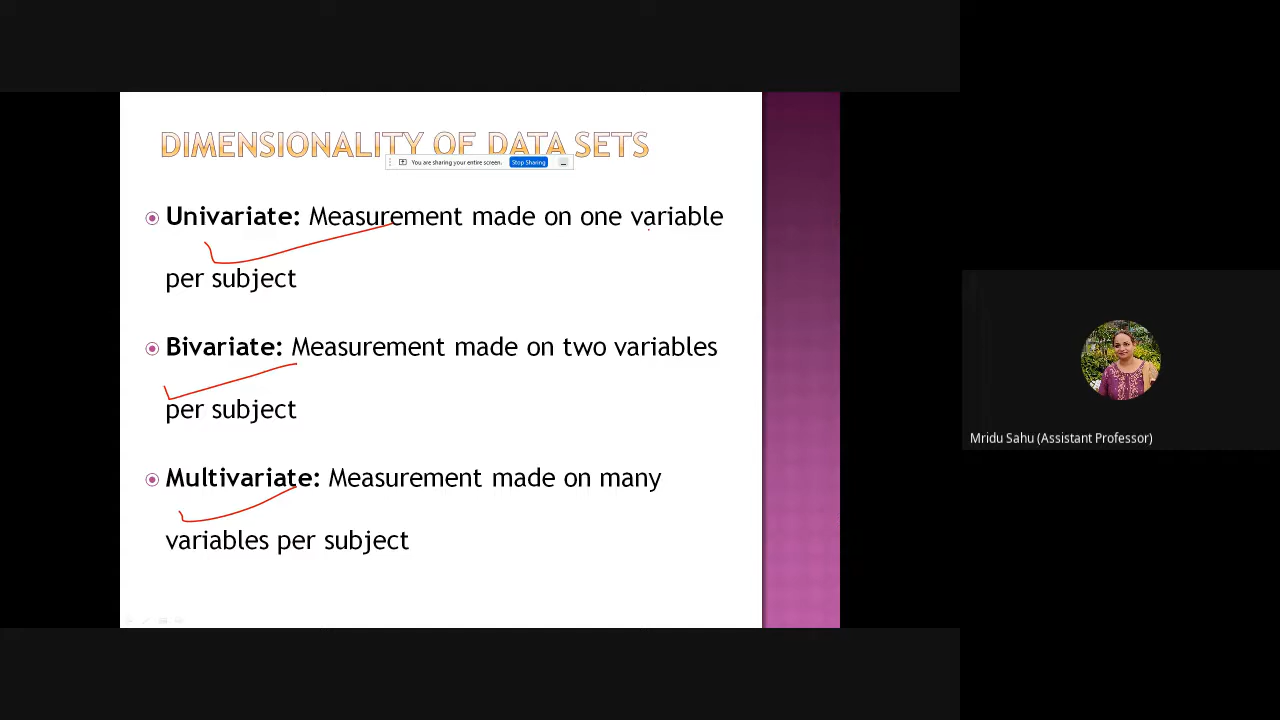 DIMENSIONALITY OF DATA SETS
You are sharing your entire screen. Stop Sharing
Univariate: Measurement made on one variable
per subject
Bivariate: Measurement made on two variables
per subject
Multivariate: Measurement made on many
variables per subject
Mridu Sahu (Assistant Professor)